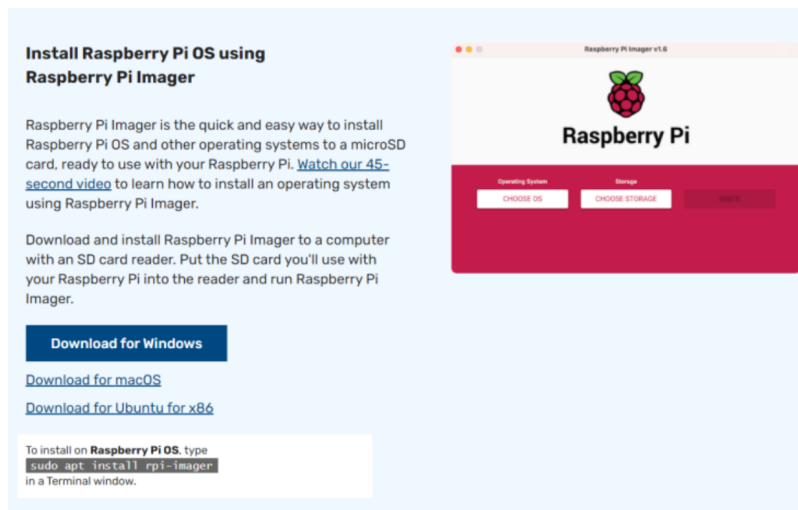 Install Raspberry Pi OS using
Raspberry Pi Imager
Raspberry Pi Imager is the quick and easy way to install
Raspberry Pi OS and other operating systems to a microSD
card, ready to use with your Raspberry Pi. Watch our 45-
second video to learn how to install an operating system
using Raspberry Pi Imager.
Download and install Raspberry Pi Imager to a computer
with an SD card reader. Put the SD card you'll use with
your Raspberry Pi into the reader and run Raspberry Pi
Imager.
Download for Windows
Download for macOS
Download for Ubuntu for x86
To install on Raspberry Pi OS, type
sudo apt install rpi-imager
in a Terminal window.
Raspberry Pi Imager v1.6
Raspberry Pi
Operating System
Storage
CHOOSE OS
CHOOSE STORAGE
WRITE